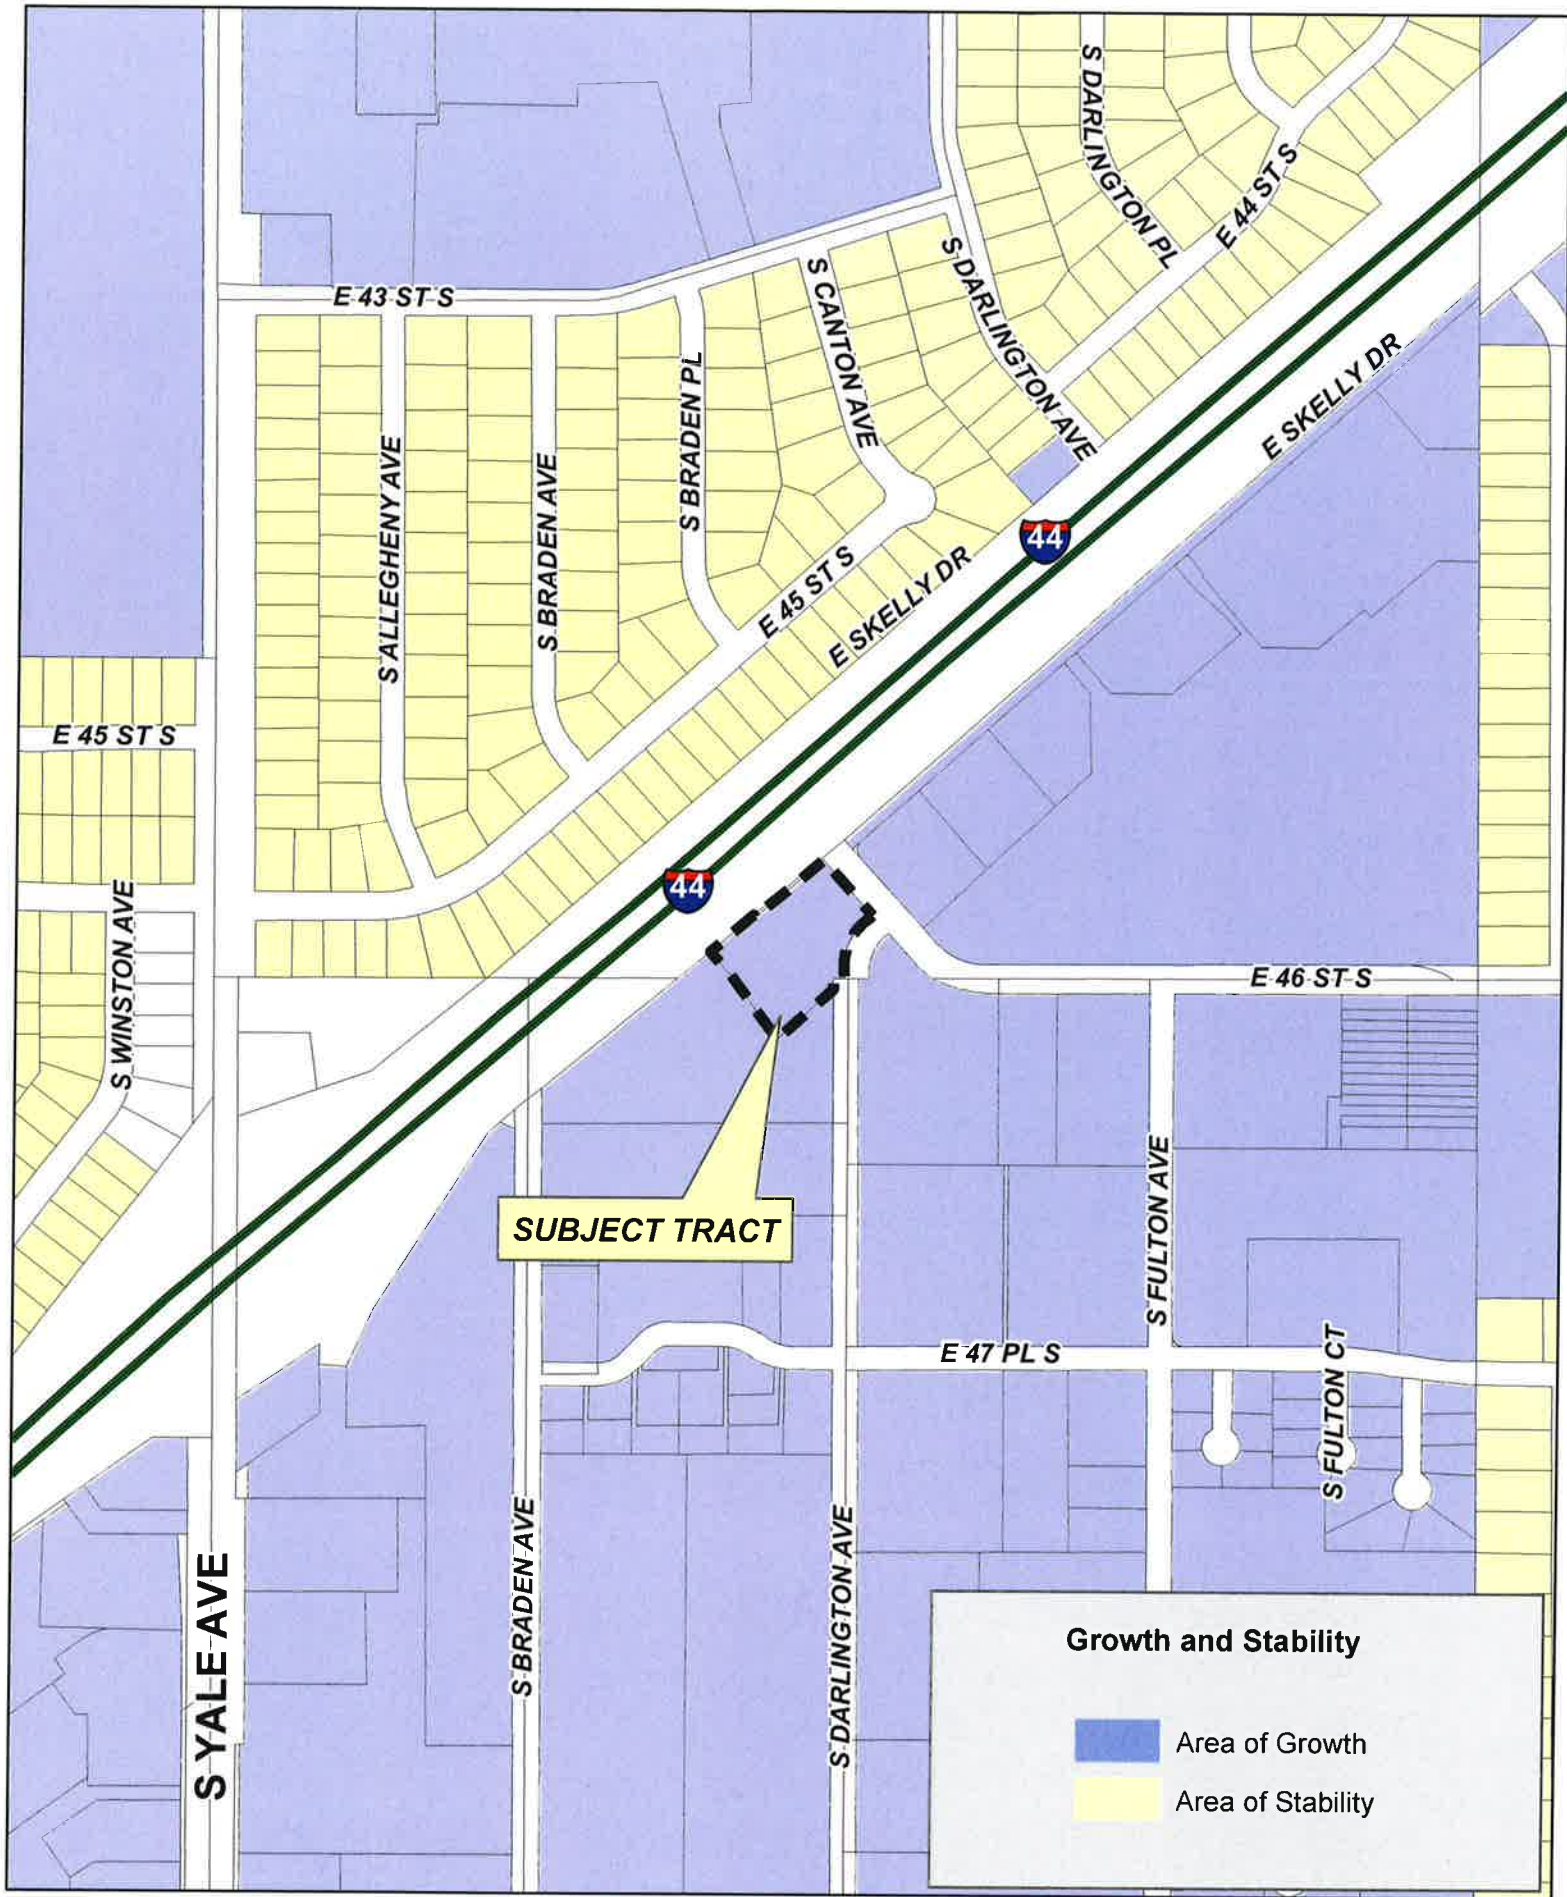 S DARLINGTON PL
E 44 ST S
S DARLINGTON AVE
S CANTON AVE
E 43 ST S
E SKELLY DR
S BRADEN PL
S ALLEGHENY AVE
S BRADEN AVE
44
E 45 ST S
E SKELLY DR
E 45 ST S
44
S WINSTON AVE
E 46 ST S
SUBJECT TRACT
S FULTON AVE
E 47 PL S
S FULTON CT
S YALE AVE
S BRADEN AVE
S DARLINGTON AVE
Growth and Stability
Area of Growth
Area of Stability